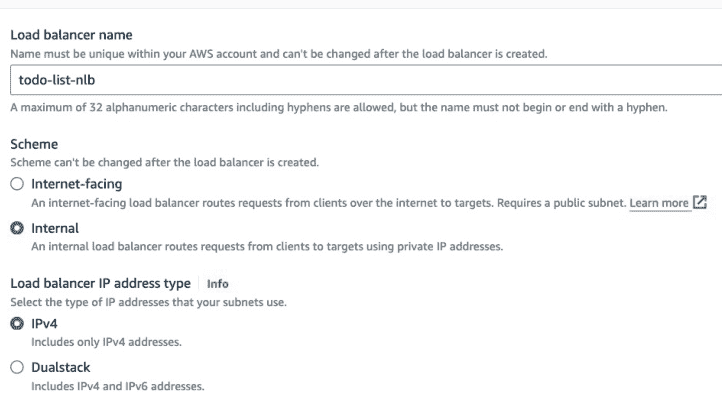 Load balancer name
Name must be unique within your AWS account and can't be changed after the load balancer is created.
todo-list-nlb
A maximum of 32 alphanumeric characters including hyphens are allowed, but the name must not begin or end with a hyphen.
Scheme
Scheme can't be changed after the load balancer is created.
Internet-facing
An internet-facing load balancer routes requests from clients over the internet to targets. Requires a public subnet. Learn more
Internal
An internal load balancer routes requests from clients to targets using private IP addresses.
Load balancer IP address type Info
Select the type of IP addresses that your subnets use.
IPv4
Includes only IPv4 addresses.
Dualstack
Includes IPv4 and IPv6 addresses.